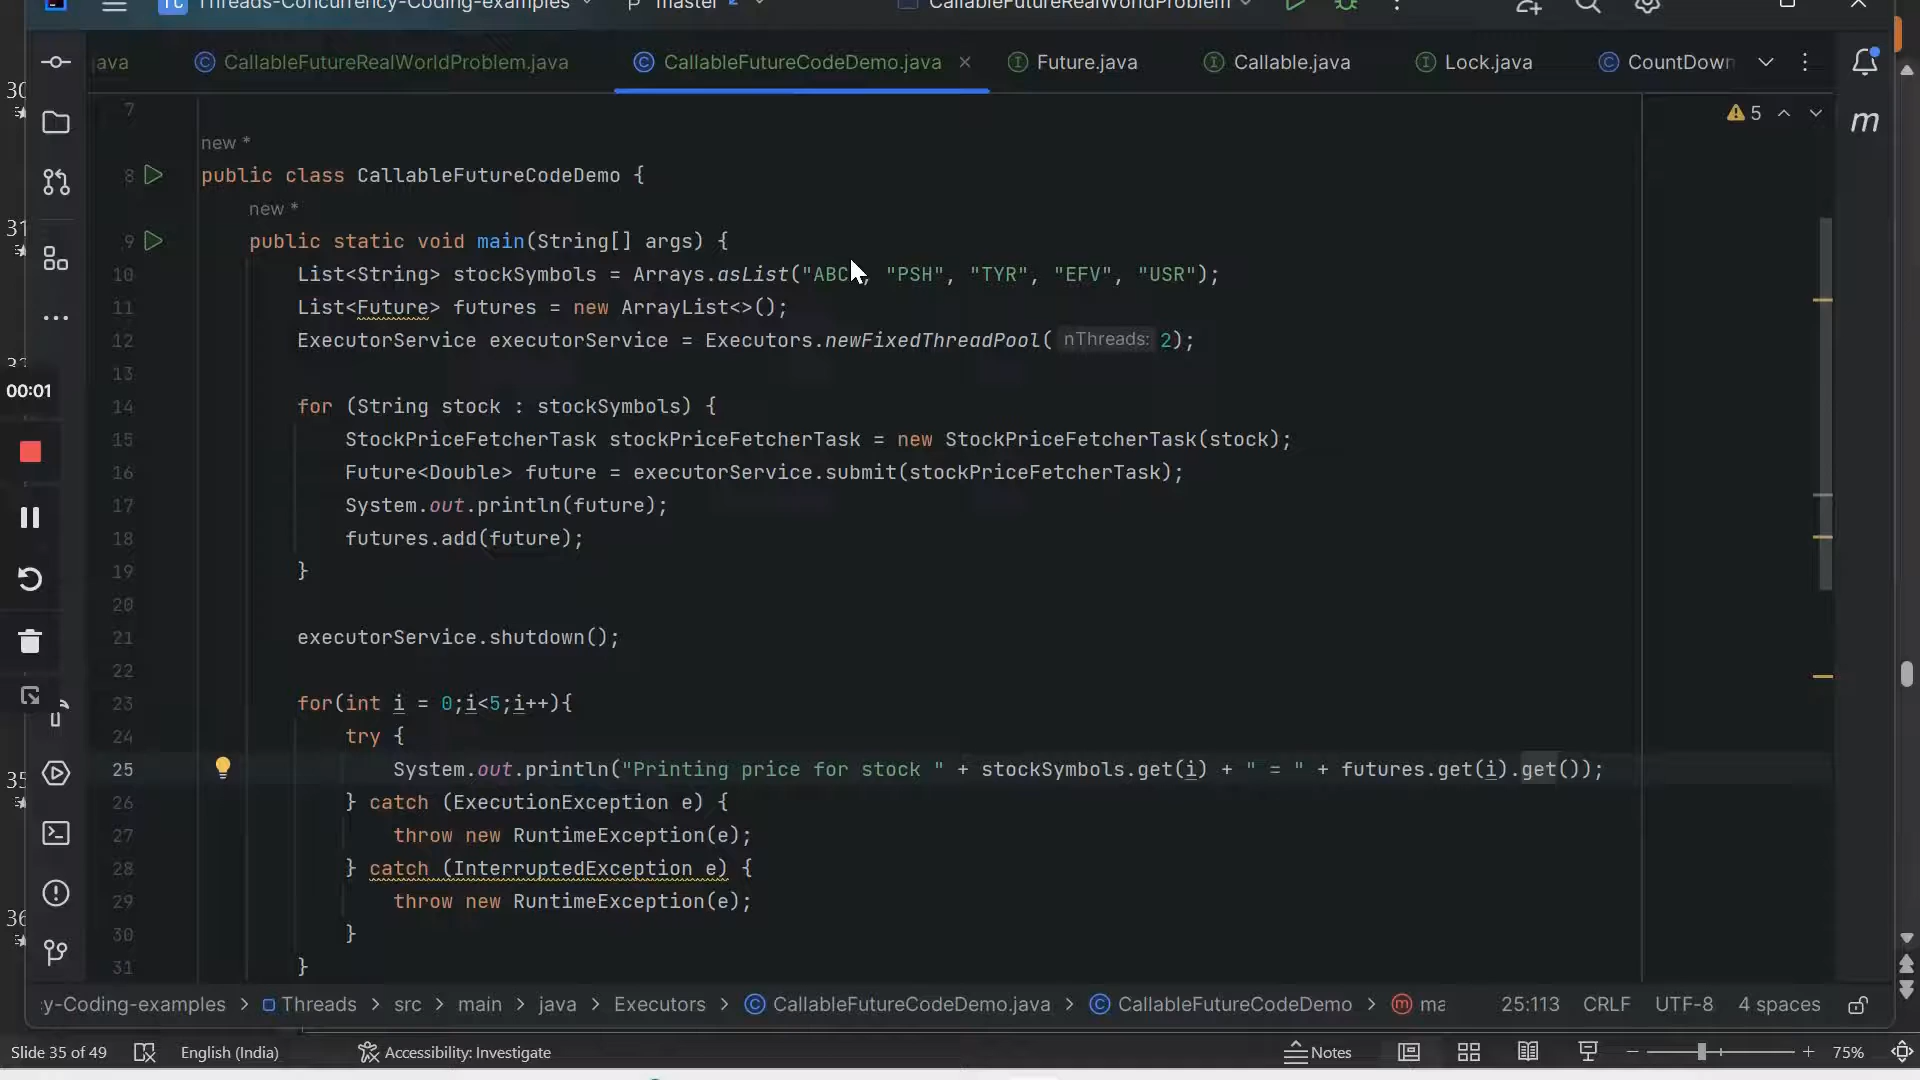 TC Threads-Concurrency-Coding-examples master CallableFutureRealWorldProblem
java CallableFutureRealWorldProblem.java CallableFutureCodeDemo.java Future.java Callable.java Lock.java CountDown
7
5
new *
8 public class CallableFutureCodeDemo {
new *
9 public static void main(String[] args) {
10 List<String> stockSymbols = Arrays.asList("ABC", "PSH", "TYR", "EFV", "USR");
11 List<Future> futures = new ArrayList<>();
12 ExecutorService executorService = Executors.newFixedThreadPool( nThreads: 2);
13
14 for (String stock : stockSymbols) {
15 StockPriceFetcherTask stockPriceFetcherTask = new StockPriceFetcherTask(stock);
16 Future<Double> future = executorService.submit(stockPriceFetcherTask);
17 System.out.println(future);
18 futures.add(future);
19 }
20
21 executorService.shutdown();
22
23 for(int i = 0;i<5;i++){
24 try {
25 System.out.println("Printing price for stock " + stockSymbols.get(i) + " = " + futures.get(i).get());
26 } catch (ExecutionException e) {
27 throw new RuntimeException(e);
28 } catch (InterruptedException e) {
29 throw new RuntimeException(e);
30 }
31 }
00:01
30
31
35
36
y-Coding-examples > Threads > src > main > java > Executors > CallableFutureCodeDemo.java > CallableFutureCodeDemo > ma 25:113 CRLF UTF-8 4 spaces
Slide 35 of 49 English (India) Accessibility: Investigate Notes 75%